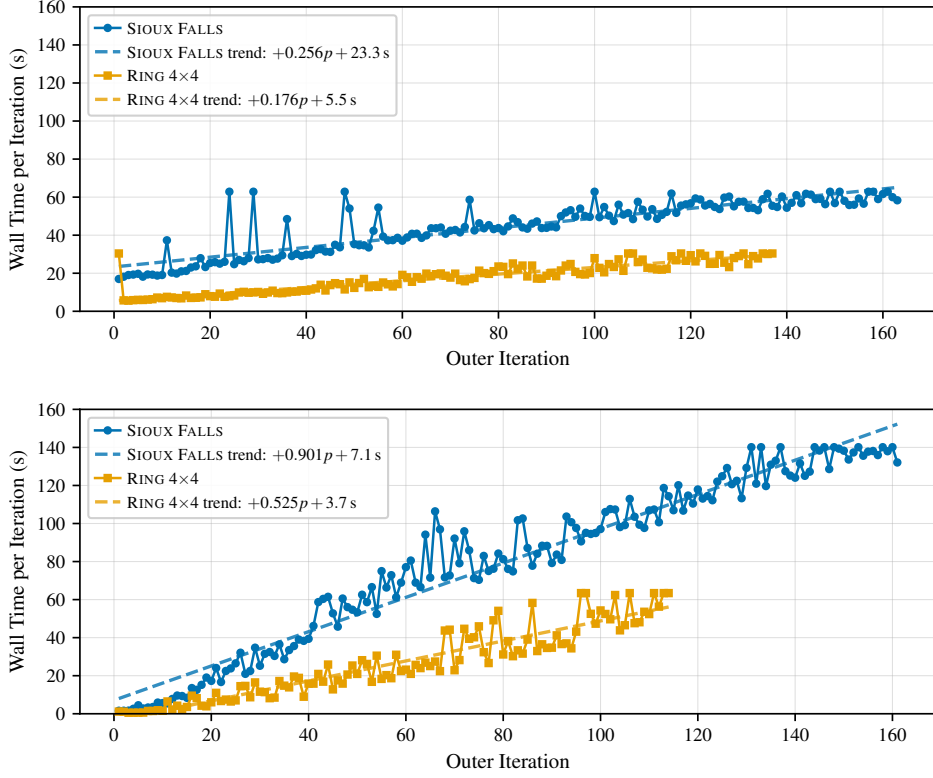 160
140
120
100
80
60
40
20
0
Wall Time per Iteration (s)
SIOUX FALLS
SIOUX FALLS trend: +0.256p + 23.3 s
RING 4×4
RING 4×4 trend: +0.176p + 5.5 s
0 20 40 60 80 100 120 140 160
Outer Iteration
160
140
120
100
80
60
40
20
0
Wall Time per Iteration (s)
SIOUX FALLS
SIOUX FALLS trend: +0.901p + 7.1 s
RING 4×4
RING 4×4 trend: +0.525p + 3.7 s
0 20 40 60 80 100 120 140 160
Outer Iteration